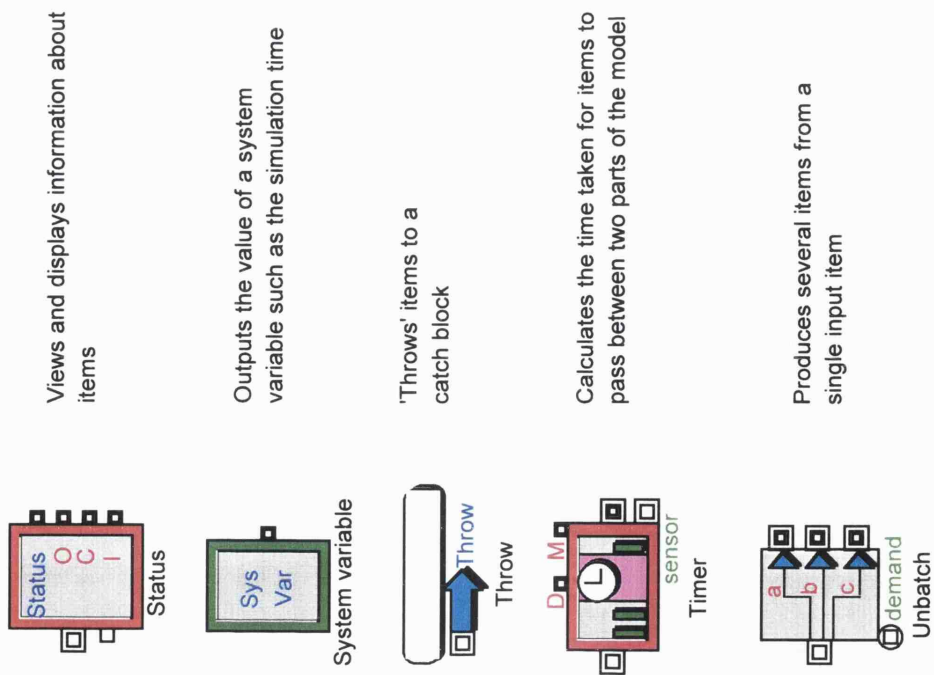 Status
O
C
I
Status
Views and displays information about
items
Sys
Var
System variable
Outputs the value of a system
variable such as the simulation time
Throw
Throw
'Throws' items to a
catch block
D M
sensor
Timer
Calculates the time taken for items to
pass between two parts of the model
a
b
c
demand
Unbatch
Produces several items from a
single input item